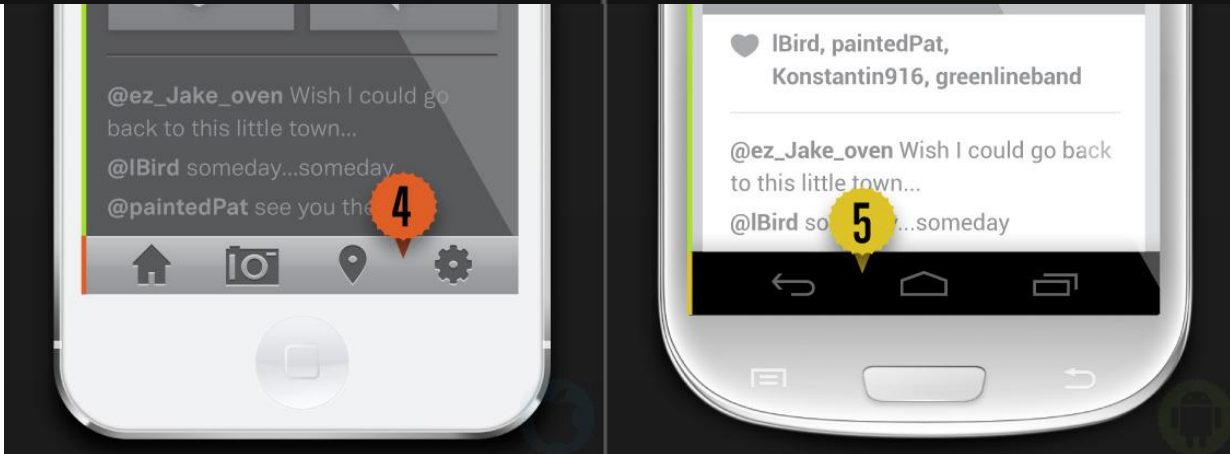 @ez_Jake_oven Wish I could go
back to this little town...
@lBird someday...someday
@paintedPat see you the
4
lBird, paintedPat,
Konstantin916, greenlineband
@ez_Jake_oven Wish I could go back
to this little town...
@lBird so ...someday
5